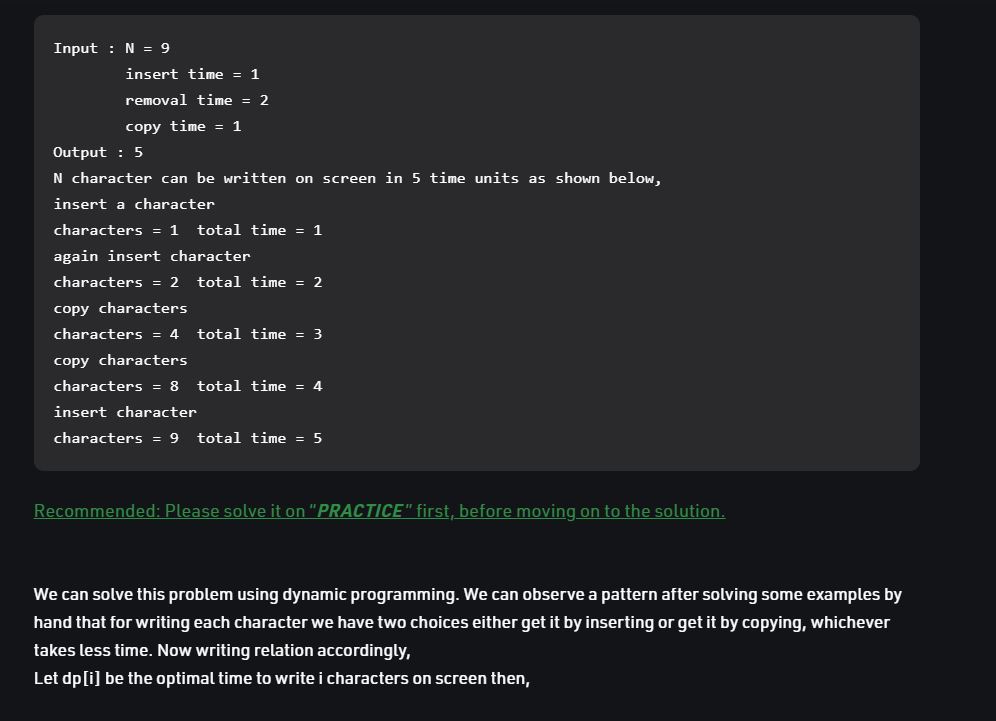 Input : N = 9
insert time = 1
removal time = 2
copy time = 1
Output : 5
N character can be written on screen in 5 time units as shown below,
insert a character
characters = 1  total time = 1
again insert character
characters = 2  total time = 2
copy characters
characters = 4  total time = 3
copy characters
characters = 8  total time = 4
insert character
characters = 9  total time = 5
Recommended: Please solve it on “PRACTICE” first, before moving on to the solution.
We can solve this problem using dynamic programming. We can observe a pattern after solving some examples by
hand that for writing each character we have two choices either get it by inserting or get it by copying, whichever
takes less time. Now writing relation accordingly,
Let dp[i] be the optimal time to write i characters on screen then,